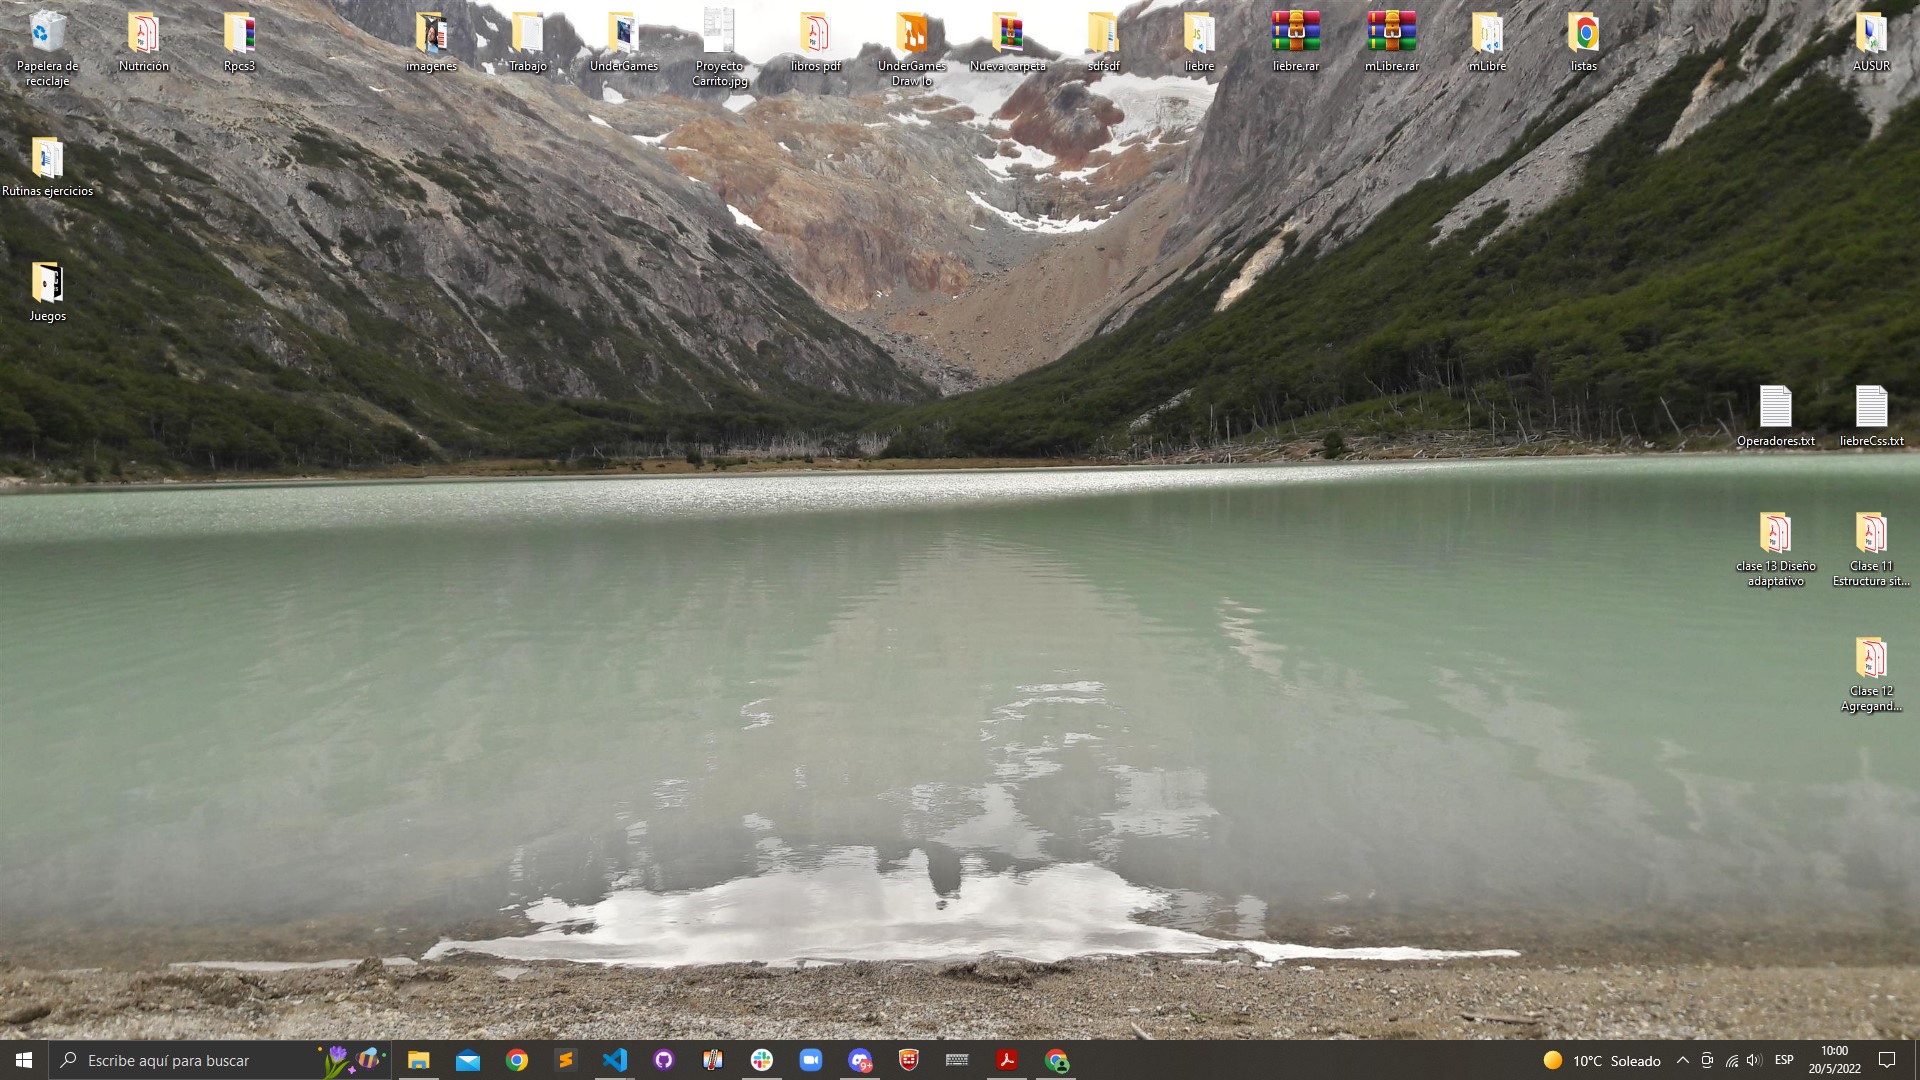 Papelera de
reciclaje
Nutrición
Rpcs3
imagenes
Trabajo
UnderGames
Proyecto
Carrito.jpg
libros pdf
UnderGames
Draw Io
Nueva carpeta
sdfsdf
liebre
liebre.rar
mLibre.rar
mLibre
listas
AUSUR
Rutinas ejercicios
Juegos
Operadores.txt
liebreCss.txt
clase 13 Diseño
adaptativo
Clase 11
Estructura sit...
Clase 12
Agregand...
Escribe aquí para buscar
9+
10°C Soleado
ESP
10:00
20/5/2022